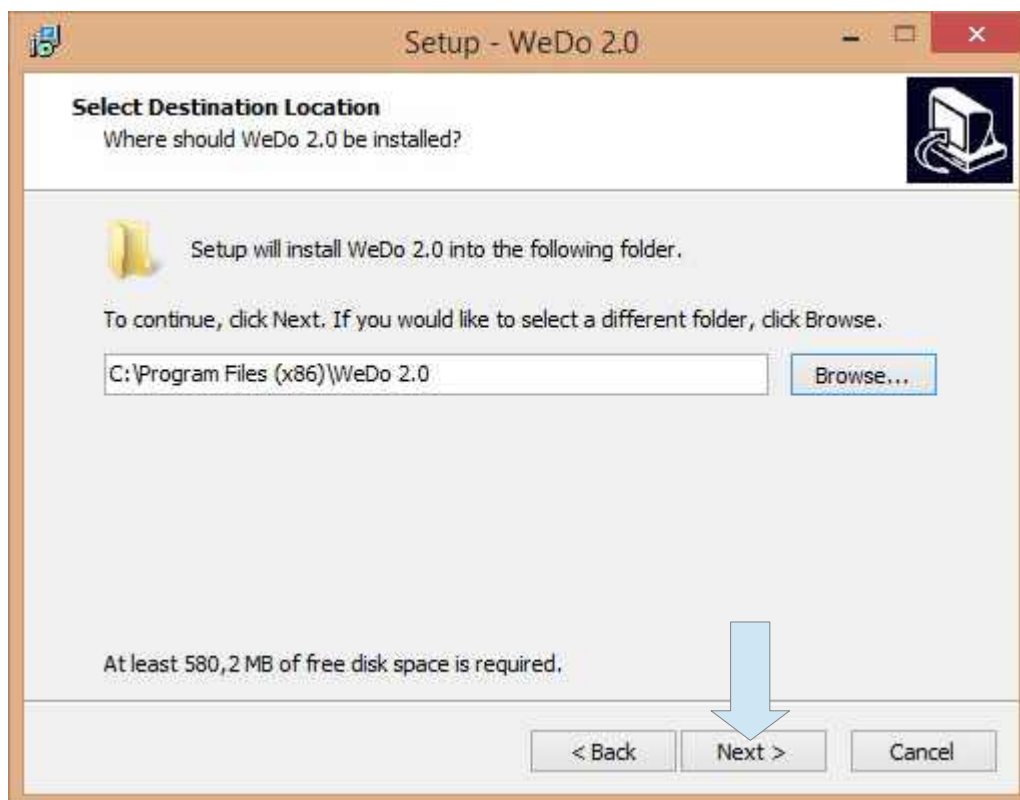 Setup - WeDo 2.0
Select Destination Location
Where should WeDo 2.0 be installed?
Setup will install WeDo 2.0 into the following folder.
To continue, click Next. If you would like to select a different folder, click Browse.
C:\Program Files (x86)\WeDo 2.0
Browse...
At least 580,2 MB of free disk space is required.
< Back
Next >
Cancel